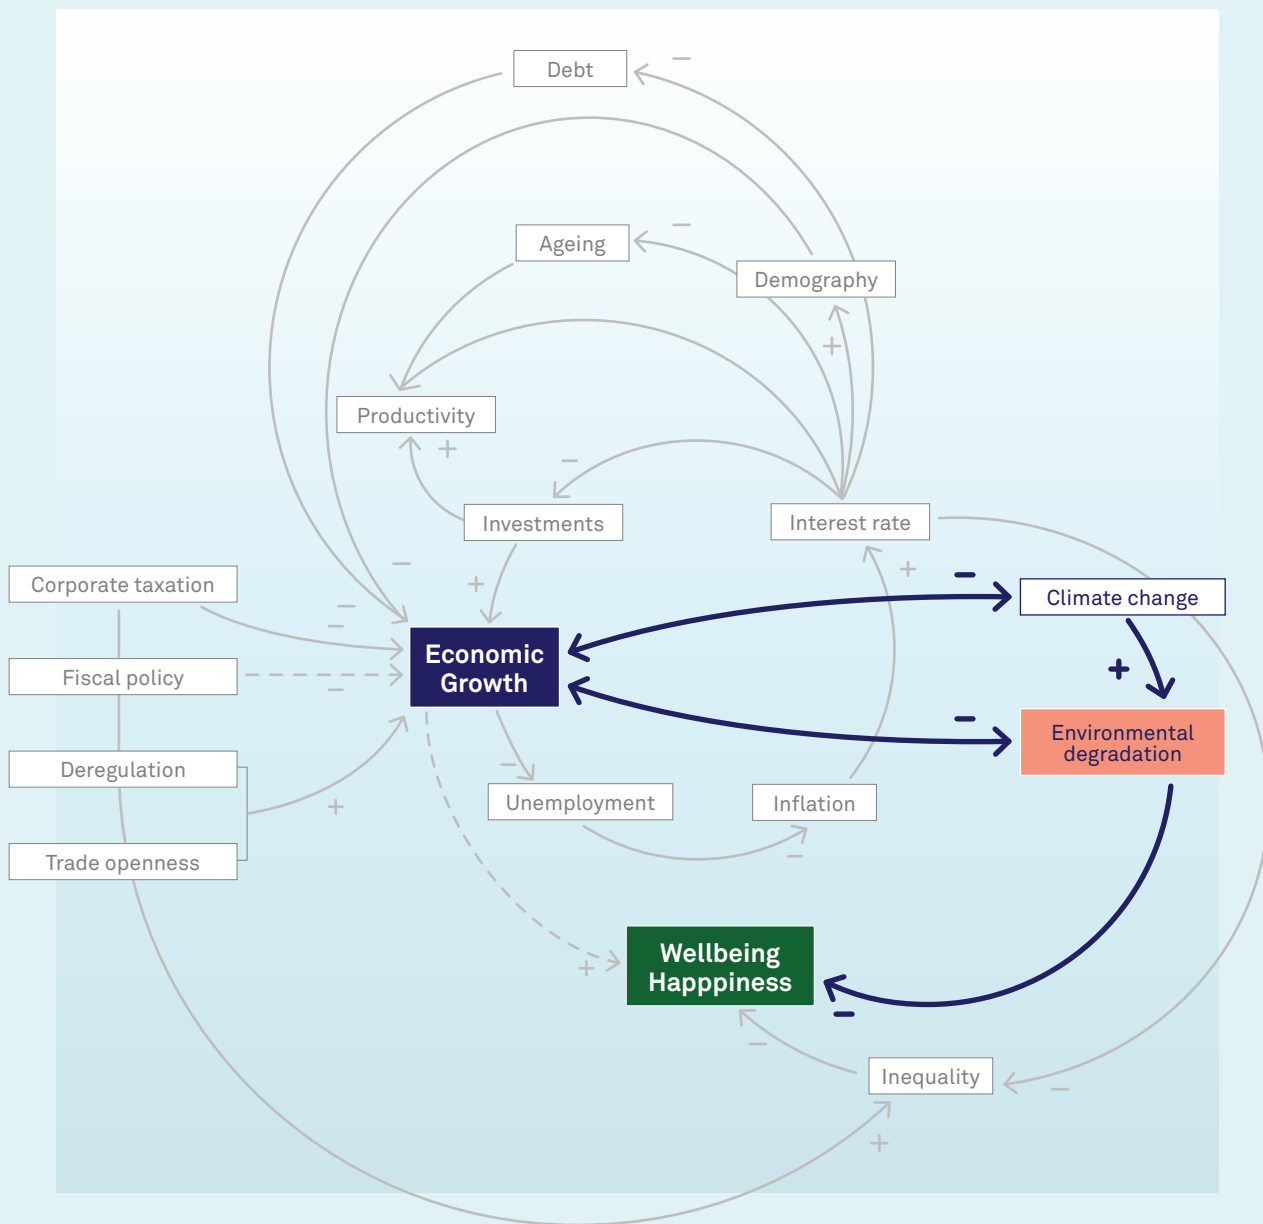 Debt
−
Ageing
−
Demography
+
Productivity
+
−
Investments
Interest rate
−
+
+
−
Corporate taxation
Climate change
−
−
Economic
Growth
+
Fiscal policy
−
−
Environmental
degradation
Deregulation
−
Unemployment
Inflation
+
−
Trade openness
Wellbeing
Happpiness
+
−
−
Inequality
−
+